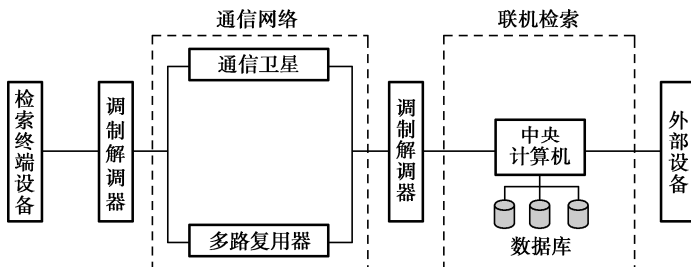 通信网络
联机检索
检索终端设备
调制解调器
通信卫星
多路复用器
调制解调器
中央
计算机
数据库
外部设备